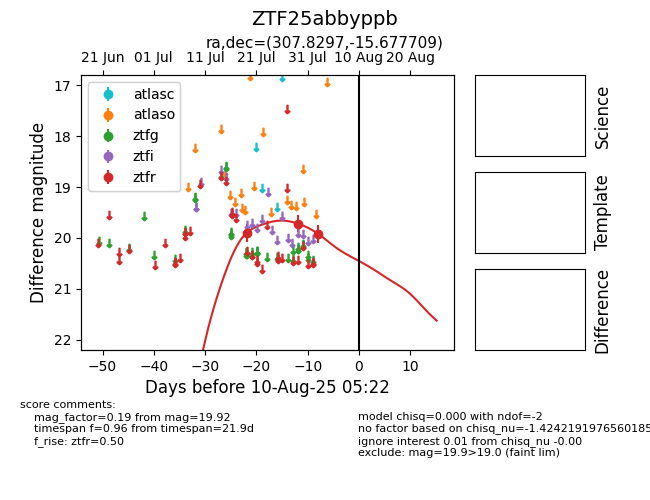 ZTF25abbyppb
ra,dec=(307.8297,-15.677709)
21 Jun 01 Jul 11 Jul 21 Jul 31 Jul 10 Aug 20 Aug
atlasc
atlaso
ztfg
ztfi
ztfr
17
18
19
20
21
22
Difference magnitude
−50 −40 −30 −20 −10 0 10
Days before 10-Aug-25 05:22
Science
Template
Difference
score comments:
mag_factor=0.19 from mag=19.92
timespan f=0.96 from timespan=21.9d
f_rise: ztfr=0.50
model chisq=0.000 with ndof=-2
no factor based on chisq_nu=-1.4242191976560185
ignore interest 0.01 from chisq_nu -0.00
exclude: mag=19.9>19.0 (faint lim)